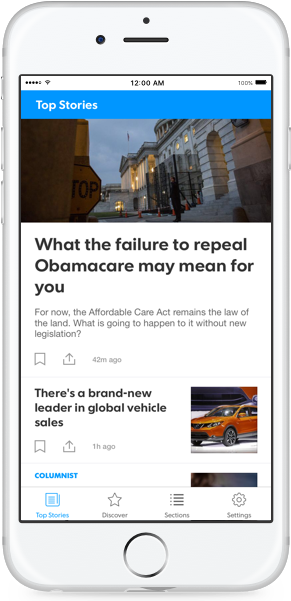 12:00 AM
100%
Top Stories
STOP
What the failure to repeal
Obamacare may mean for
you
For now, the Affordable Care Act remains the law of
the land. What is going to happen to it without new
legislation?
42m ago
There's a brand-new
leader in global vehicle
sales
1h ago
COLUMNIST
Top Stories
Discover
Sections
Settings